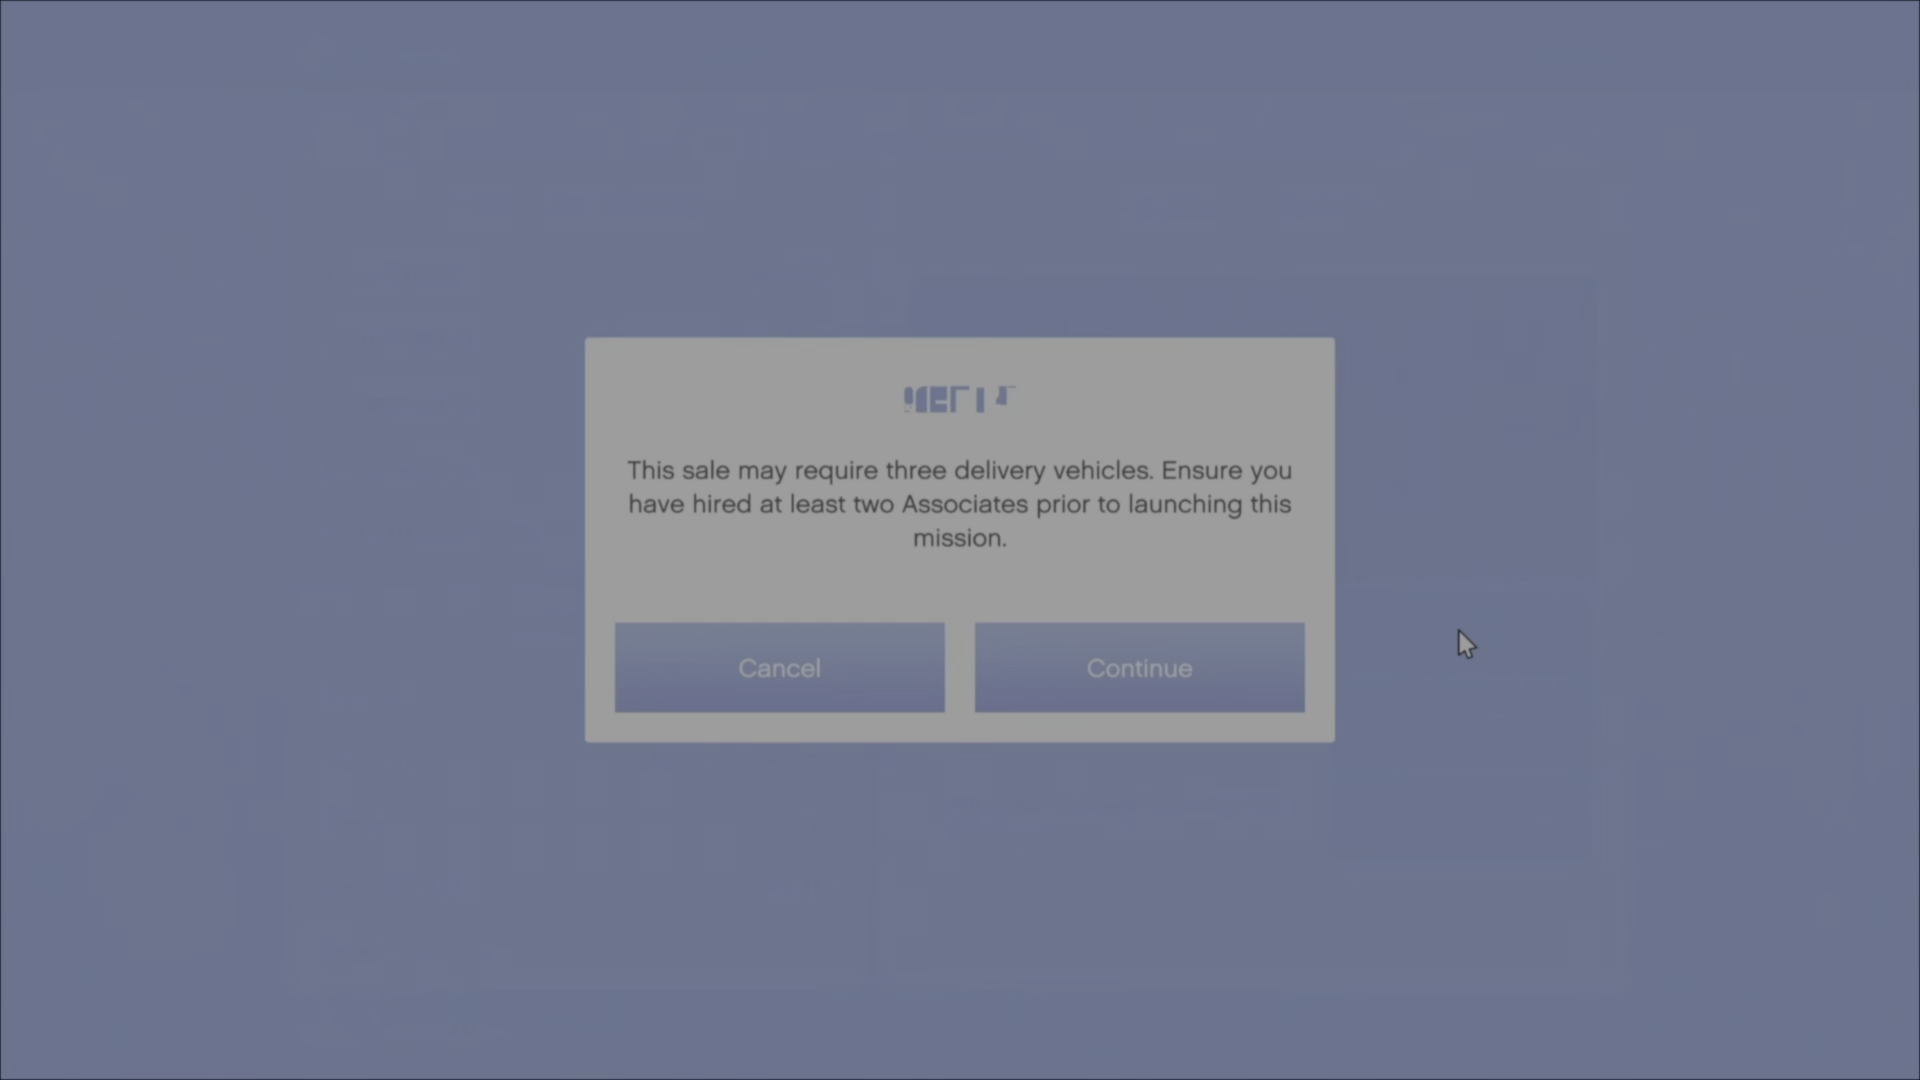 This sale may require three delivery vehicles. Ensure you
have hired at least two Associates prior to launching this
mission.
Cancel
Continue